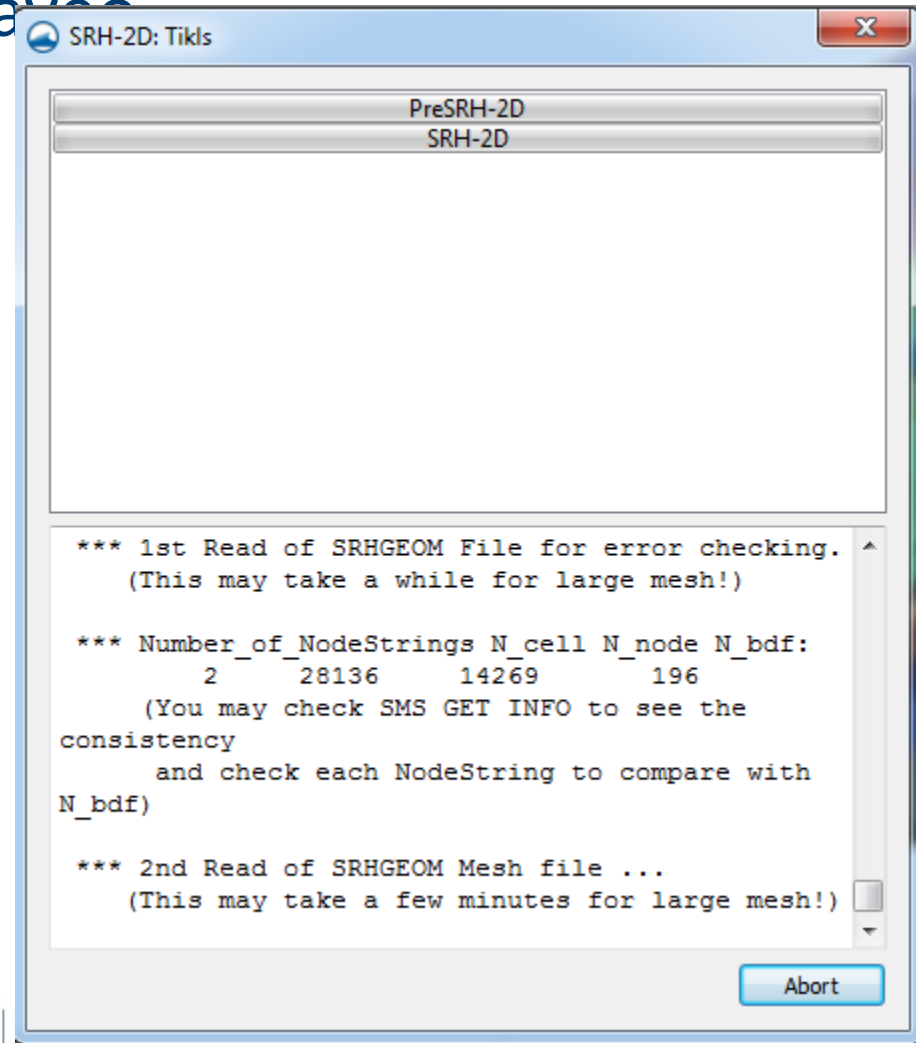 SRH-2D: Tikls
PreSRH-2D
SRH-2D
*** 1st Read of SRHGEOM File for error checking.
(This may take a while for large mesh!)
*** Number_of_NodeStrings N_cell N_node N_bdf:
2 28136 14269 196
(You may check SMS GET INFO to see the
consistency
and check each NodeString to compare with
N_bdf)
*** 2nd Read of SRHGEOM Mesh file ...
(This may take a few minutes for large mesh!)
Abort